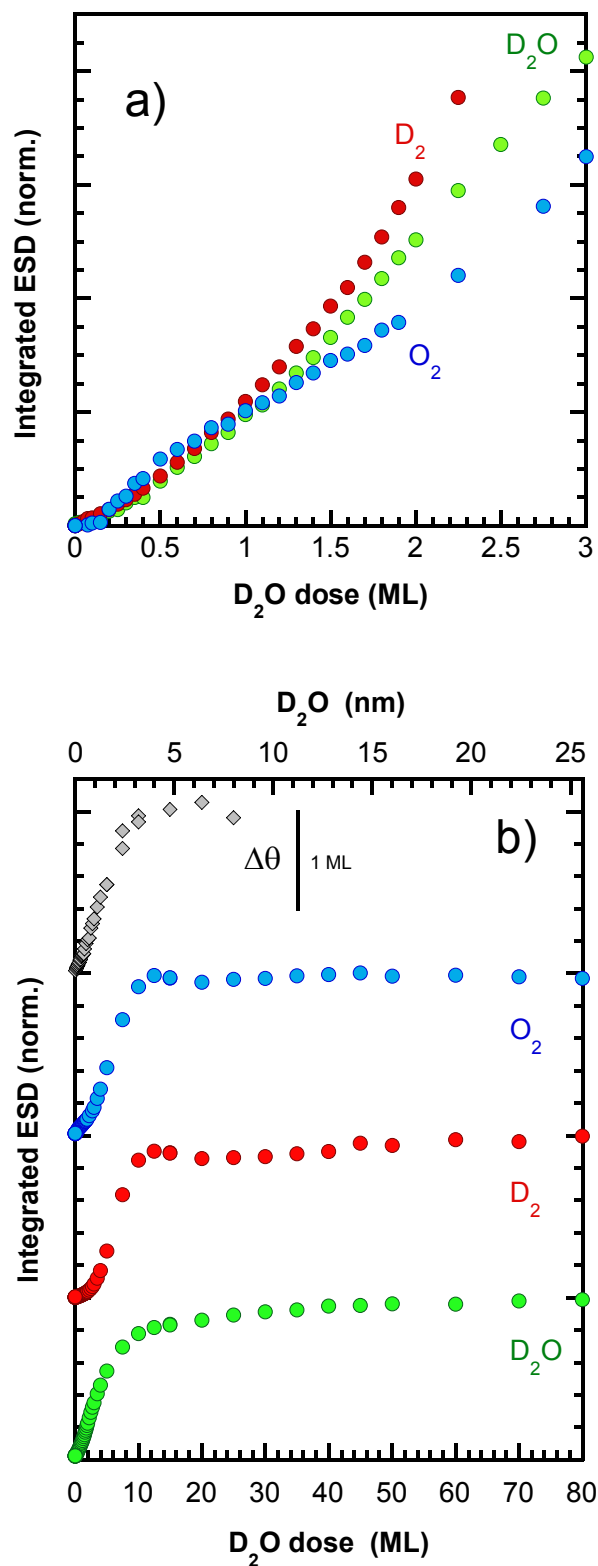 a)
D₂O
D₂
O₂
Integrated ESD (norm.)
0 0.5 1 1.5 2 2.5 3
D₂O dose (ML)
D₂O (nm)
0 5 10 15 20 25
b)
Δθ 1 ML
O₂
D₂
D₂O
Integrated ESD (norm.)
0 10 20 30 40 50 60 70 80
D₂O dose (ML)